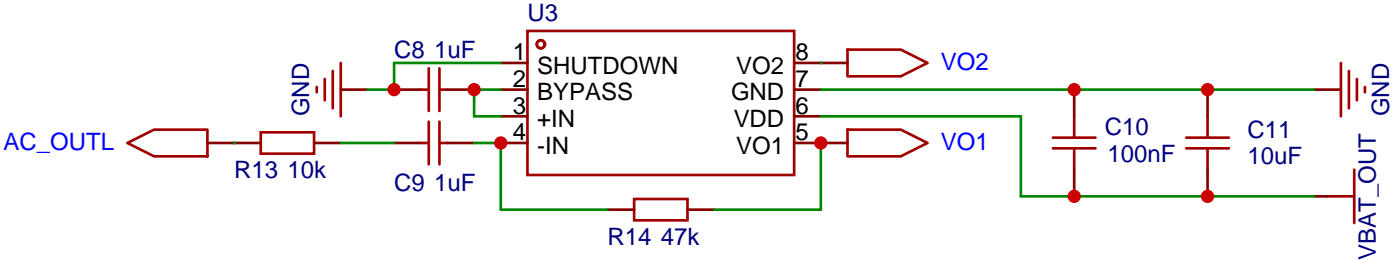 U3
C8 1uF
1
SHUTDOWN
2
BYPASS
3
+IN
4
-IN
VO2
8
GND
7
VDD
6
VO1
5
VO2
VO1
GND
AC_OUTL
R13 10k
C9 1uF
R14 47k
C10
100nF
C11
10uF
GND
VBAT_OUT